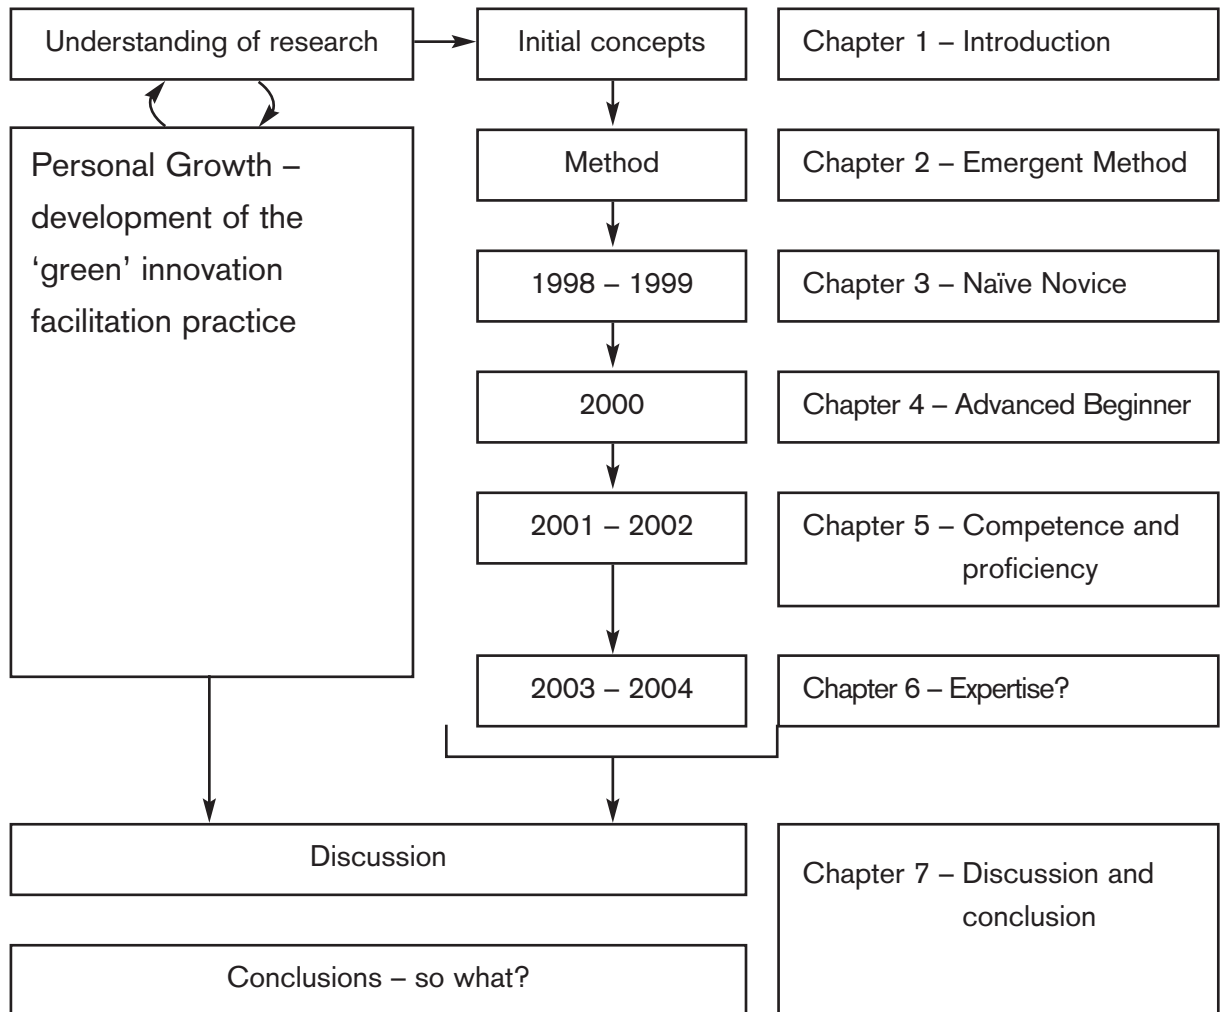 Understanding of research
Initial concepts
Chapter 1 – Introduction
Personal Growth –
development of the
‘green’ innovation
facilitation practice
Method
Chapter 2 – Emergent Method
1998 – 1999
Chapter 3 – Naïve Novice
2000
Chapter 4 – Advanced Beginner
2001 – 2002
Chapter 5 – Competence and
proficiency
2003 – 2004
Chapter 6 – Expertise?
Discussion
Chapter 7 – Discussion and
conclusion
Conclusions – so what?